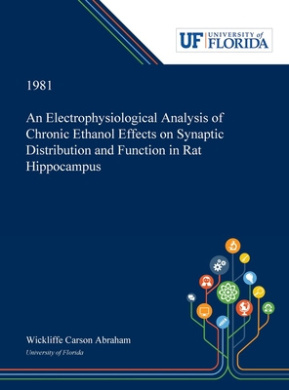 UF UNIVERSITY of
FLORIDA
1981
An Electrophysiological Analysis of
Chronic Ethanol Effects on Synaptic
Distribution and Function in Rat
Hippocampus
Wickliffe Carson Abraham
University of Florida